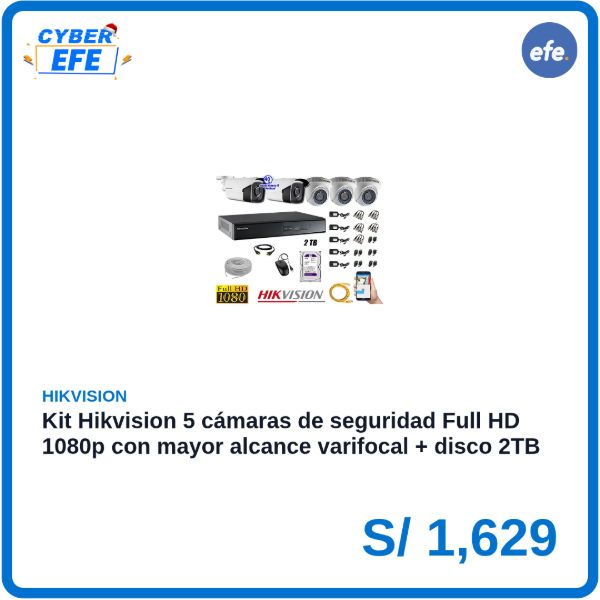 CYBER
EFE
efe.
2 TB
Full HD
1080
HIKVISION
HIKVISION
Kit Hikvision 5 cámaras de seguridad Full HD
1080p con mayor alcance varifocal + disco 2TB
S/ 1,629